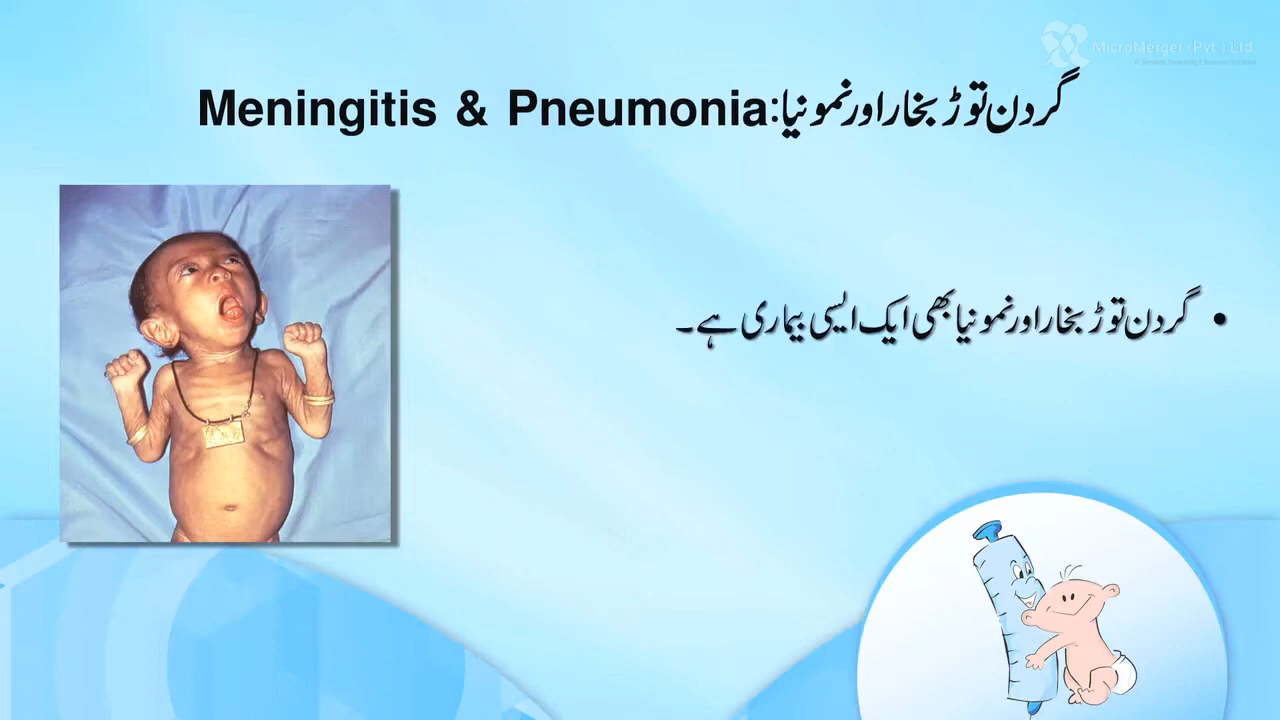 MicroMerger (Pvt.) Ltd.
گردن توڑ بخار اور نمونیا: Meningitis & Pneumonia
• گردن توڑ بخار اور نمونیا بھی ایک ایسی بیماری ہے۔